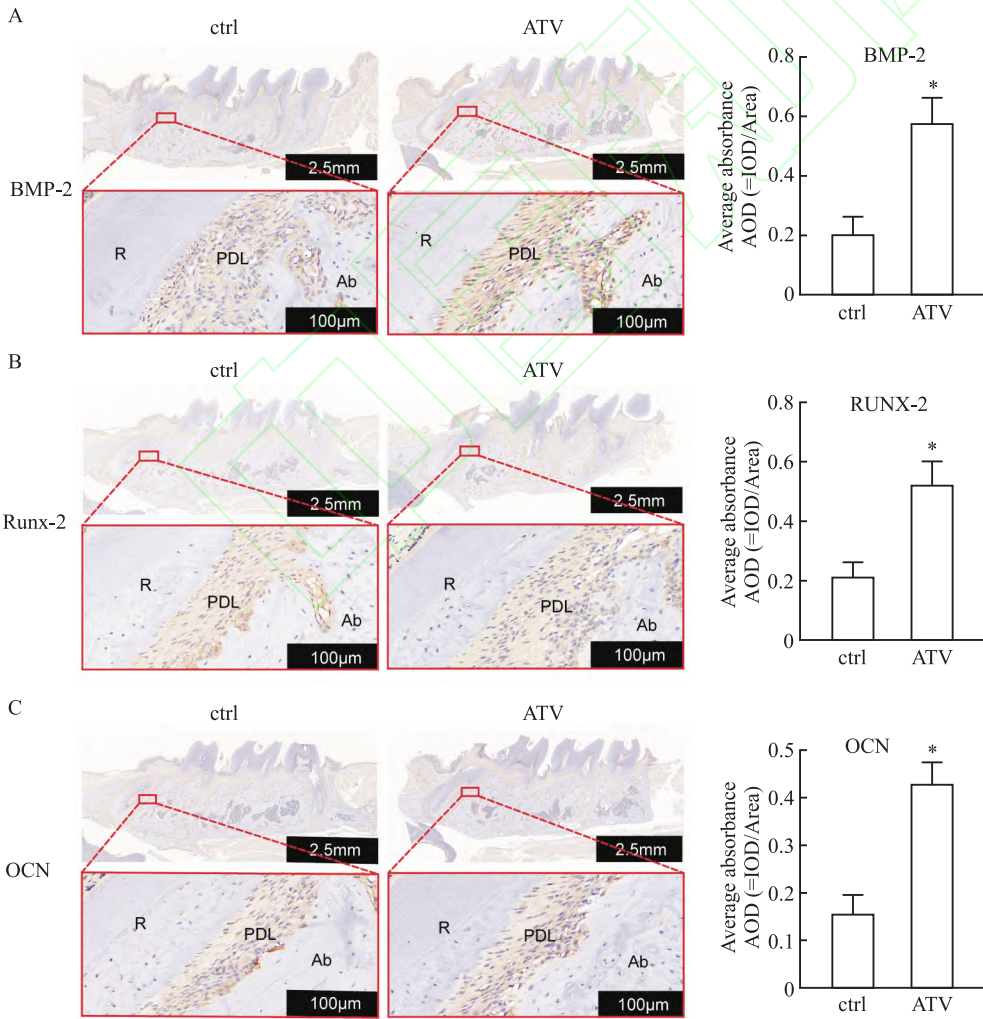 A
ctrl
ATV
2.5mm
2.5mm
BMP-2
R
PDL
Ab
100μm
R
PDL
Ab
100μm
BMP-2
Average absorbance
AOD (=IOD/Area)
0.8
0.6
0.4
0.2
0
*
ctrl
ATV
B
ctrl
ATV
2.5mm
2.5mm
Runx-2
R
PDL
Ab
100μm
R
PDL
Ab
100μm
RUNX-2
Average absorbance
AOD (=IOD/Area)
0.8
0.6
0.4
0.2
0
*
ctrl
ATV
C
ctrl
ATV
2.5mm
2.5mm
OCN
R
PDL
Ab
100μm
R
PDL
Ab
100μm
OCN
Average absorbance
AOD (=IOD/Area)
0.5
0.4
0.3
0.2
0.1
0
*
ctrl
ATV